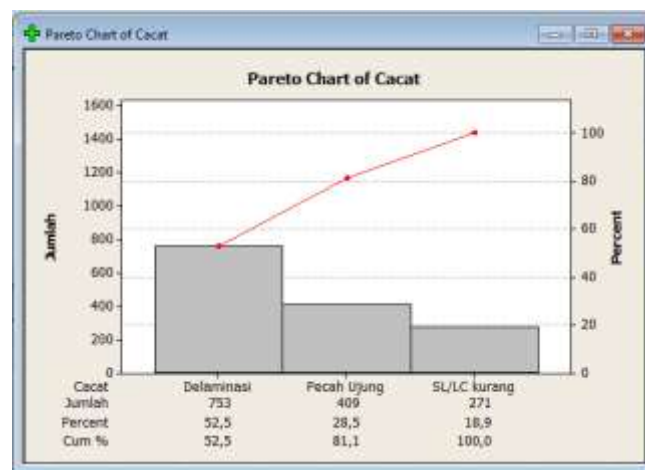 Pareto Chart of Cacat
Pareto Chart of Cacat
1600
1400
1200
1000
800
600
400
200
0
Jumlah
100
80
60
40
20
0
Percent
Cacat Delaminasi Pecah Ujung SL/LC kurang
Jumlah 753 409 271
Percent 52,5 28,5 18,9
Cum % 52,5 81,1 100,0